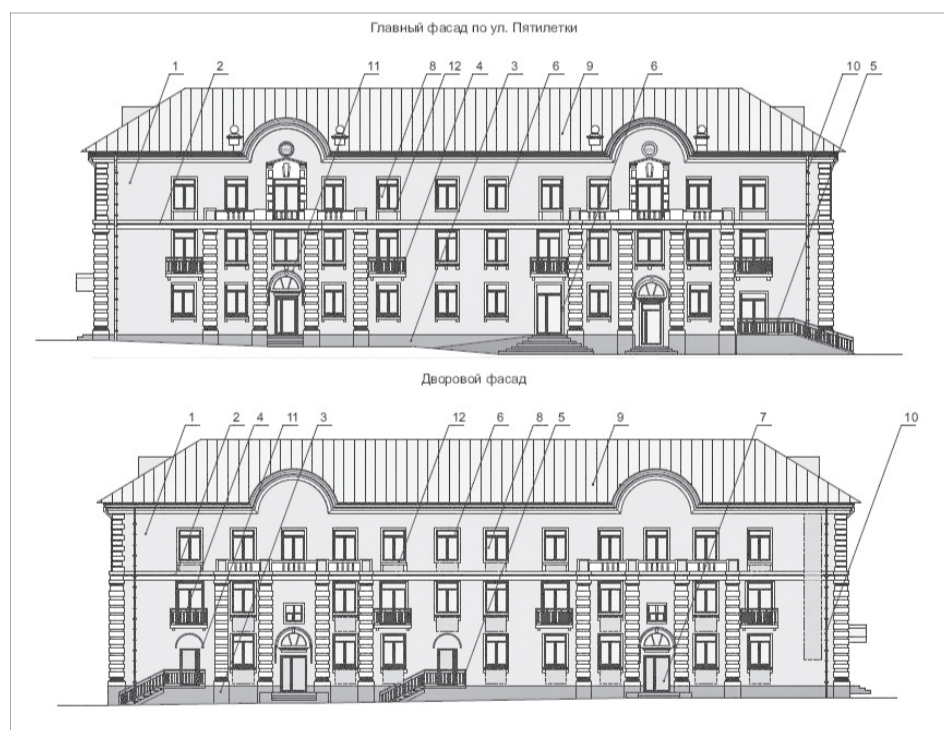 Главный фасад по ул. Пятилетки
1 2 11 8 12 4 3 6 9 6 10 5
Дворовой фасад
1 2 4 11 3 12 6 8 5 9 7 10